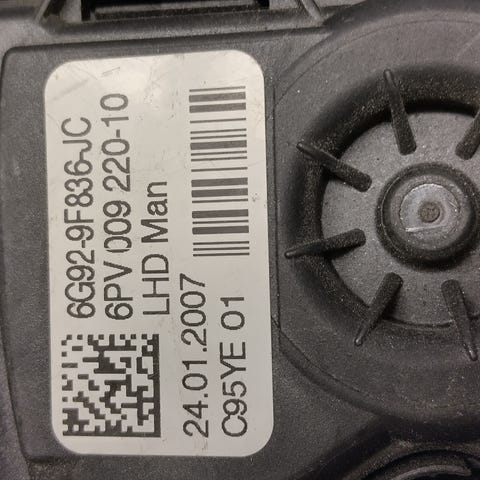 6G92-9F836-JC
6PV 009 220-10
LHD Man
24.01.2007
C95YE 01